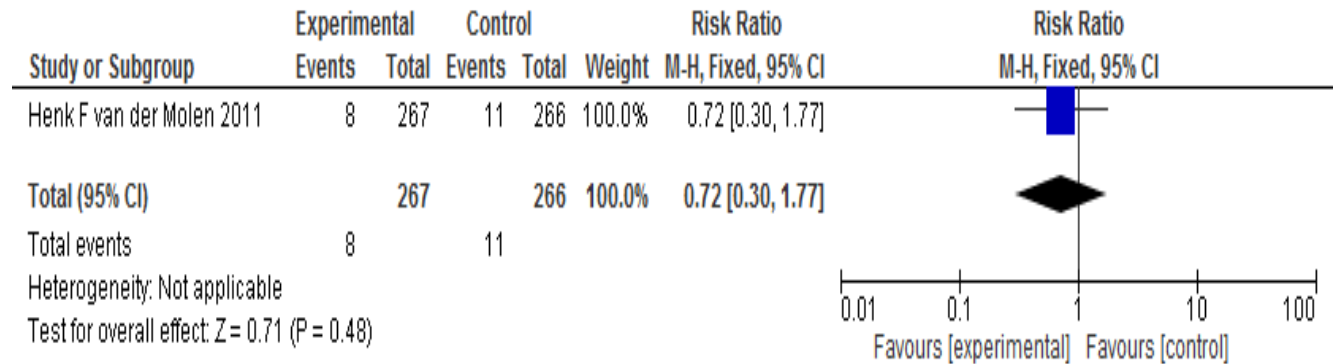 Experimental Control Risk Ratio Risk Ratio
Study or Subgroup Events Total Events Total Weight M-H, Fixed, 95% CI M-H, Fixed, 95% CI
Henk F van der Molen 2011 8 267 11 266 100.0% 0.72 [0.30, 1.77]
Total (95% CI) 267 266 100.0% 0.72 [0.30, 1.77]
Total events 8 11
Heterogeneity: Not applicable
Test for overall effect: Z = 0.71 (P = 0.48)
0.01 0.1 1 10 100
Favours [experimental] Favours [control]